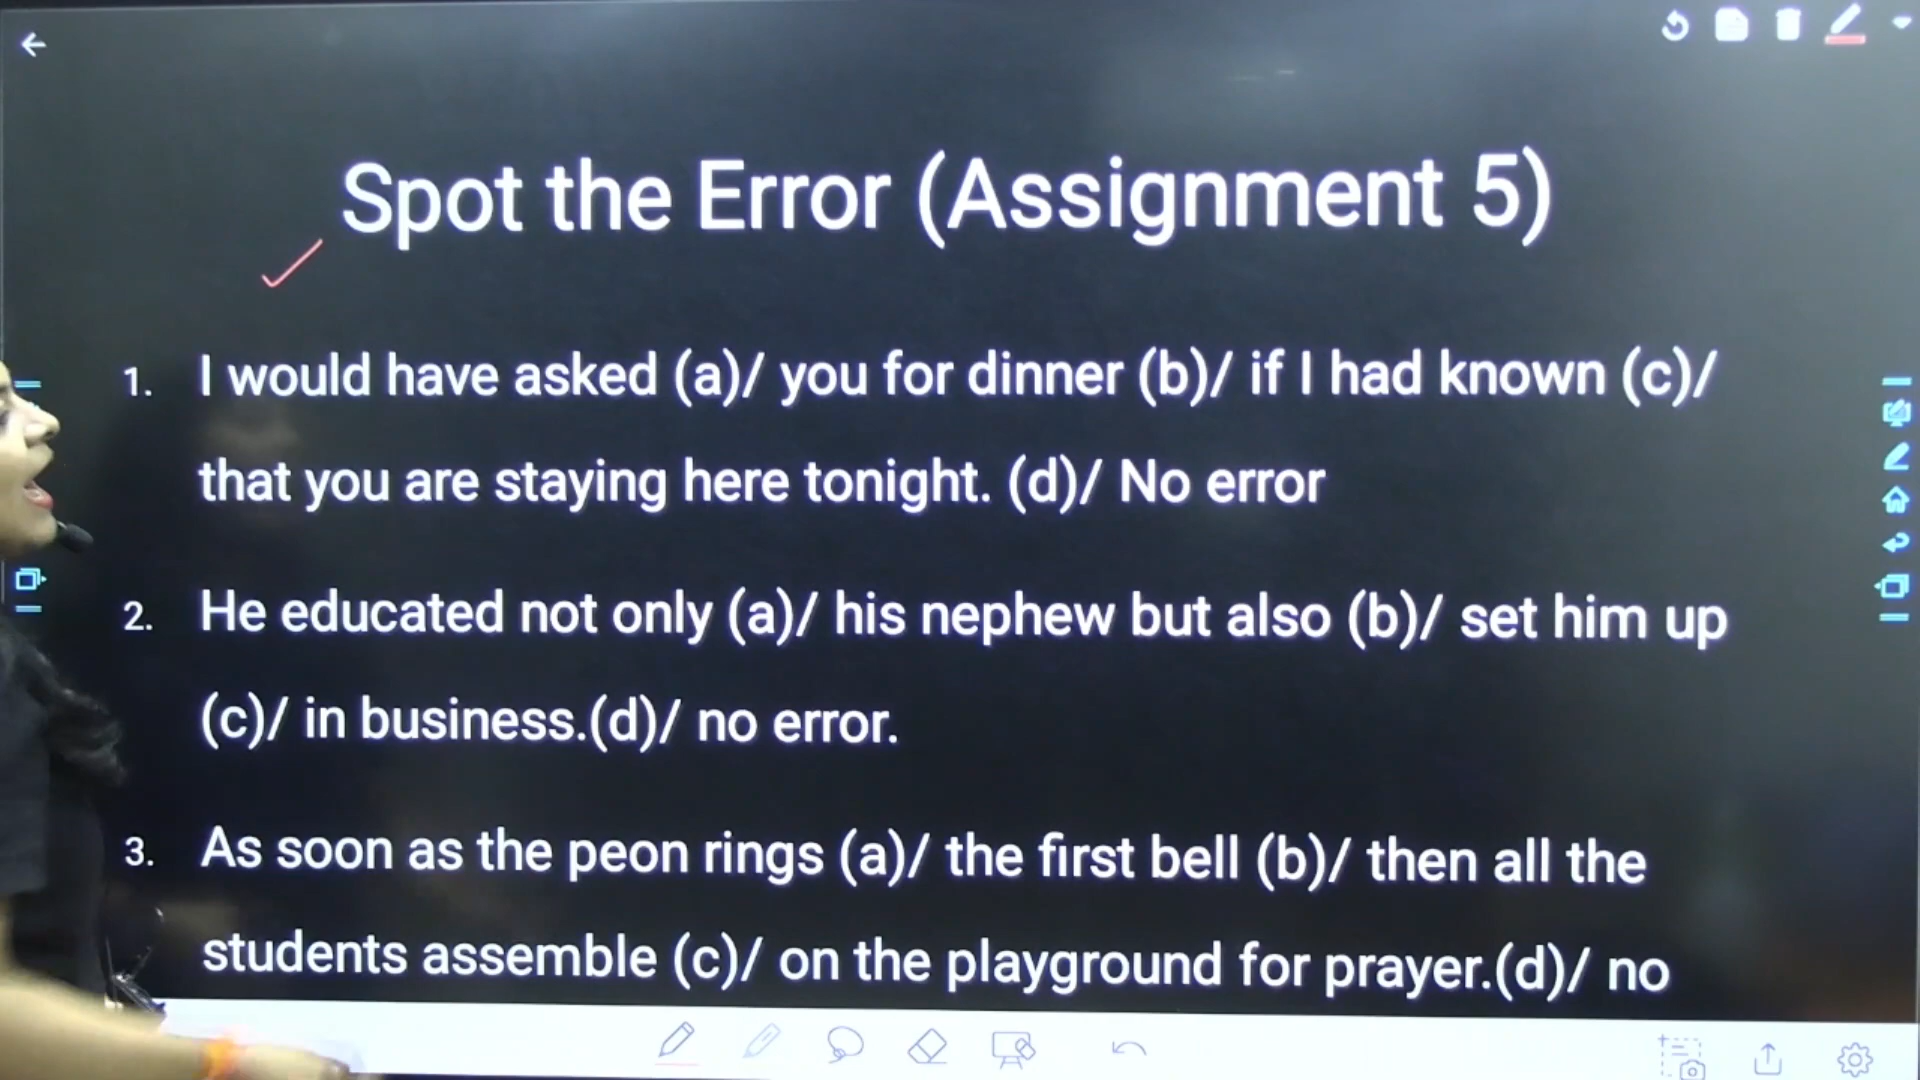 Spot the Error (Assignment 5)
1. I would have asked (a)/ you for dinner (b)/ if I had known (c)/
that you are staying here tonight. (d)/ No error
2. He educated not only (a)/ his nephew but also (b)/ set him up
(c)/ in business.(d)/ no error.
3. As soon as the peon rings (a)/ the first bell (b)/ then all the
students assemble (c)/ on the playground for prayer.(d)/ no